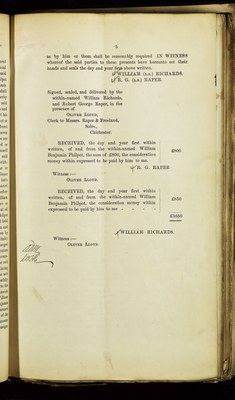 as by him or them shall be reasonably required IN WITNESS
whereof the said parties to these presents have hereunto set their
hands and seals the day and year first above written.
WILLIAM (L.S.) RICHARDS.
R. G. (L.S.) RAPER.
Signed, sealed, and delivered by the
within-named William Richards,
and Robert George Raper, in the
presence of
OLIVER LIGUE,
Clerk to Messrs. Raper & Freeland,
Solrs.,
Chichester.
RECEIVED, the day and year first within
written, of and from the within-named William
Benjamin Philpot, the sum of £900, the consideration £900
money within expressed to be paid by him to me.
R. G. RAPER.
Witness:—
OLIVER LIGUE.
RECEIVED, the day and year first within
written, of and from the within-named William
Benjamin Philpot, the consideration money within
expressed to be paid by him to me
WILLIAM RICHARDS.
Witness:—
OLIVER LIGUE.